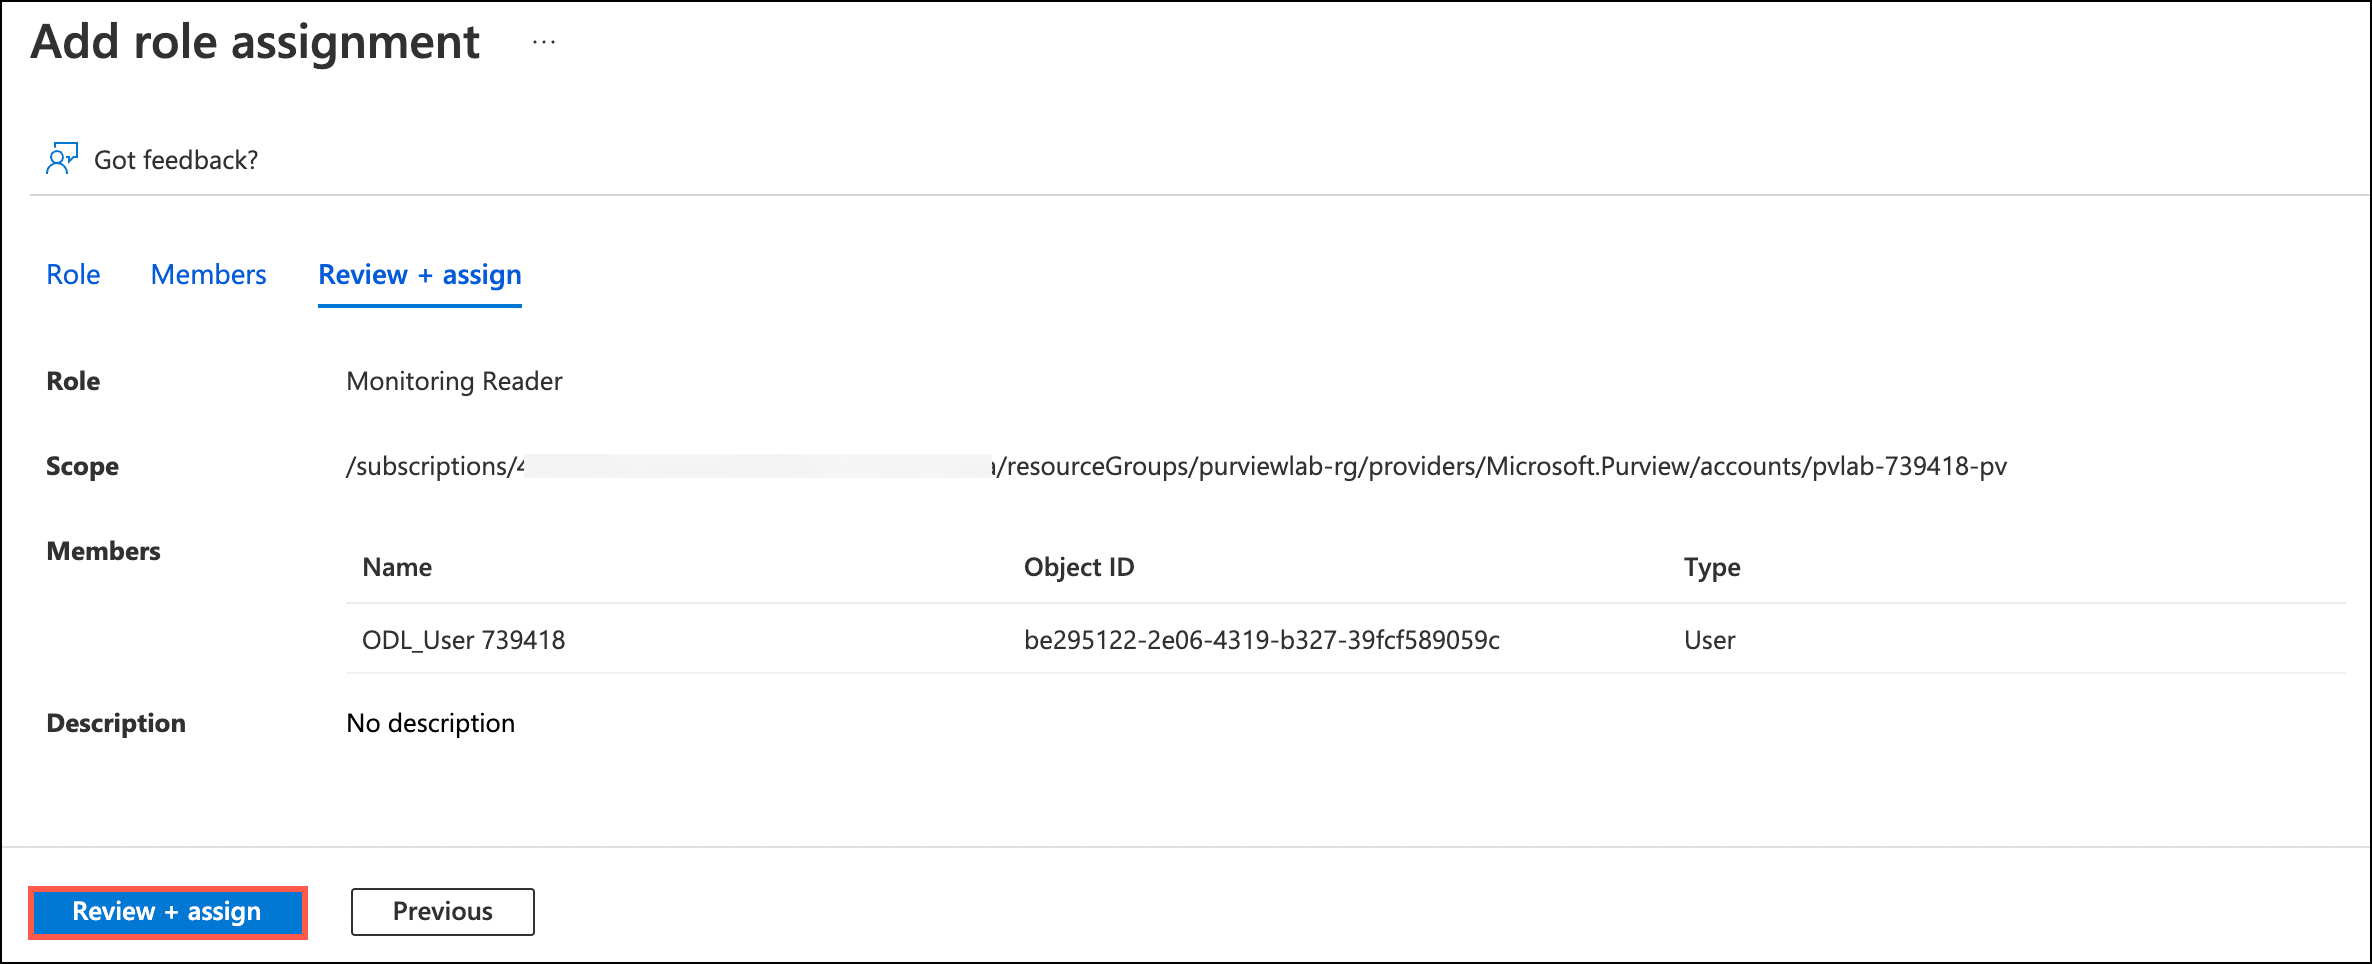 Add role assignment ...
Got feedback?
Role Members Review + assign
Role Monitoring Reader
Scope /subscriptions/4 a/resourceGroups/purviewlab-rg/providers/Microsoft.Purview/accounts/pvlab-739418-pv
Members
Name Object ID Type
ODL_User 739418 be295122-2e06-4319-b327-39fcf589059c User
Description No description
Review + assign Previous